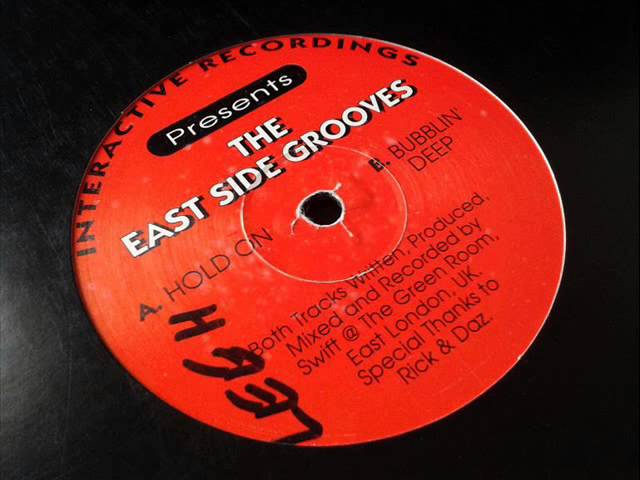 INTERACTIVE RECORDINGS
Presents
THE
EAST SIDE GROOVES
B. BUBBLIN'
DEEP
A. HOLD ON
Both Tracks Written, Produced,
Mixed and Recorded by
Swift @ The Green Room,
East London, UK.
Special Thanks to
Rick & Daz.